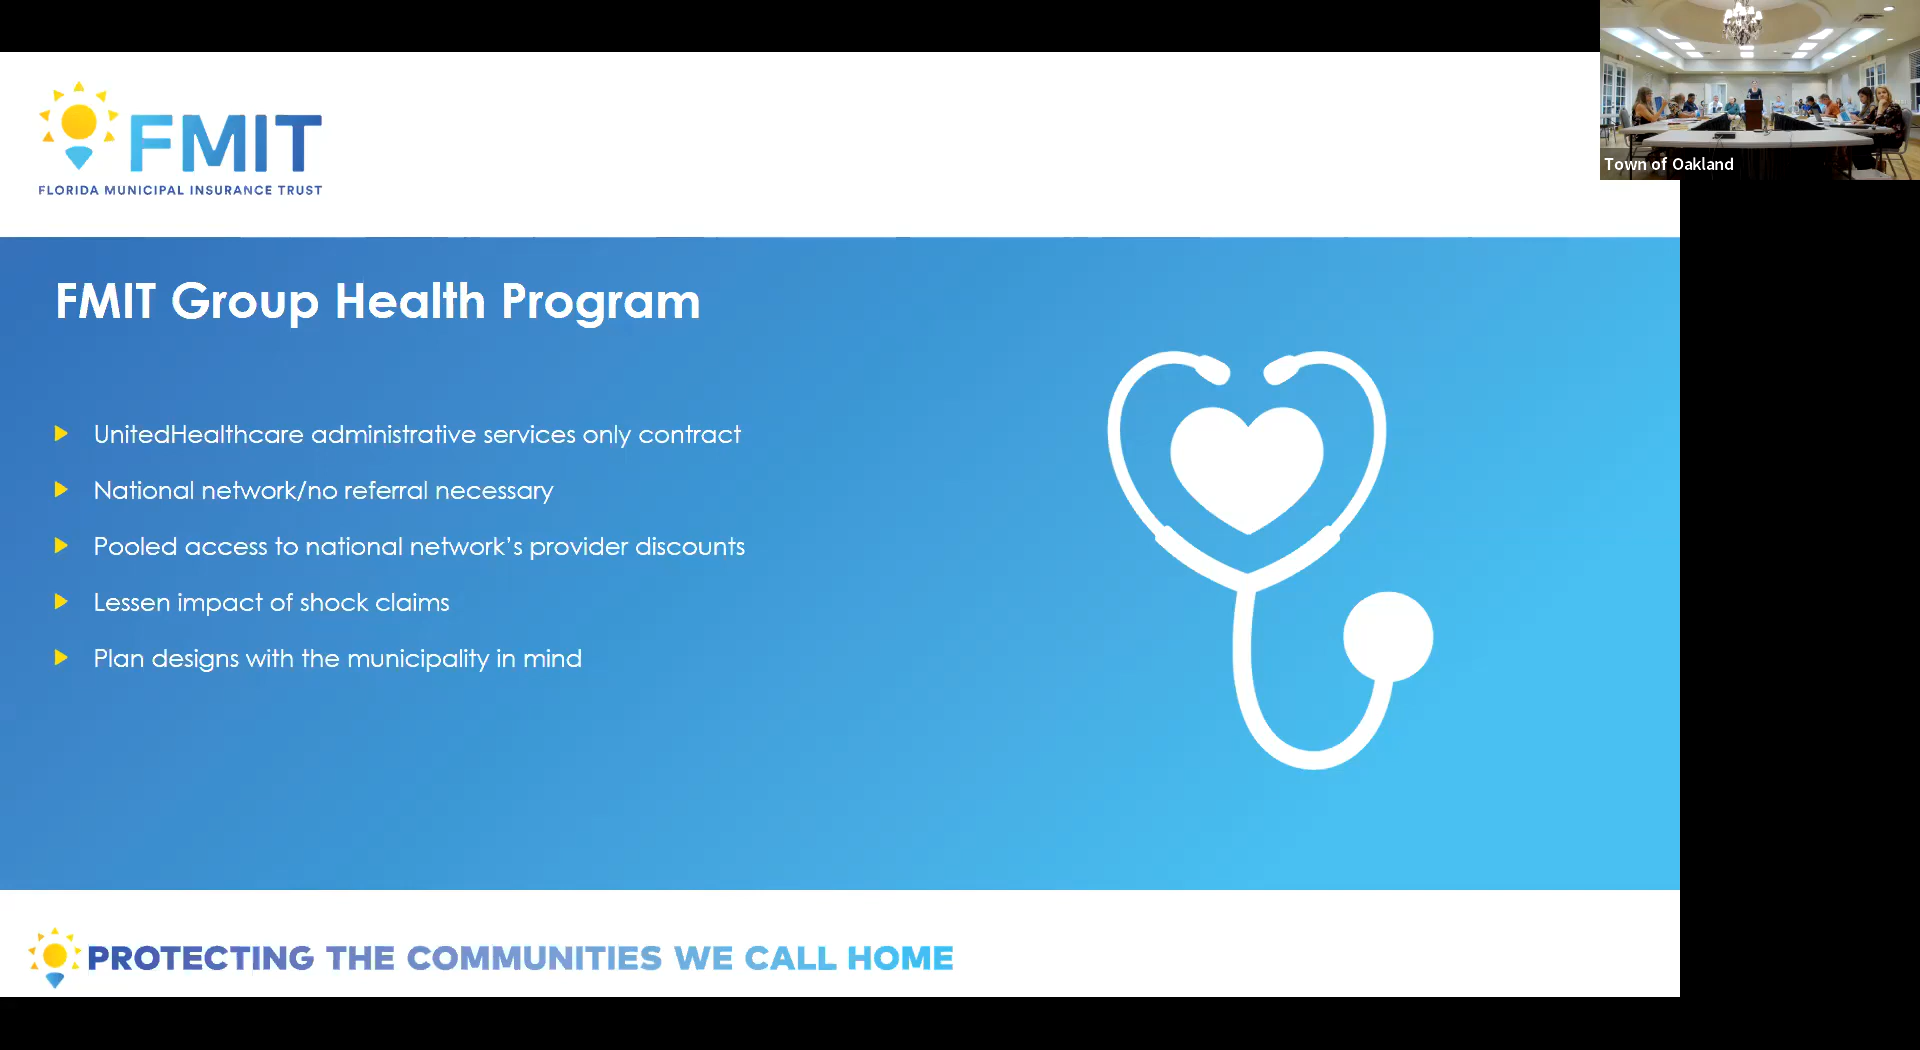 Town of Oakland
FMIT
FLORIDA MUNICIPAL INSURANCE TRUST
FMIT Group Health Program
UnitedHealthcare administrative services only contract
National network/no referral necessary
Pooled access to national network's provider discounts
Lessen impact of shock claims
Plan designs with the municipality in mind
PROTECTING THE COMMUNITIES WE CALL HOME